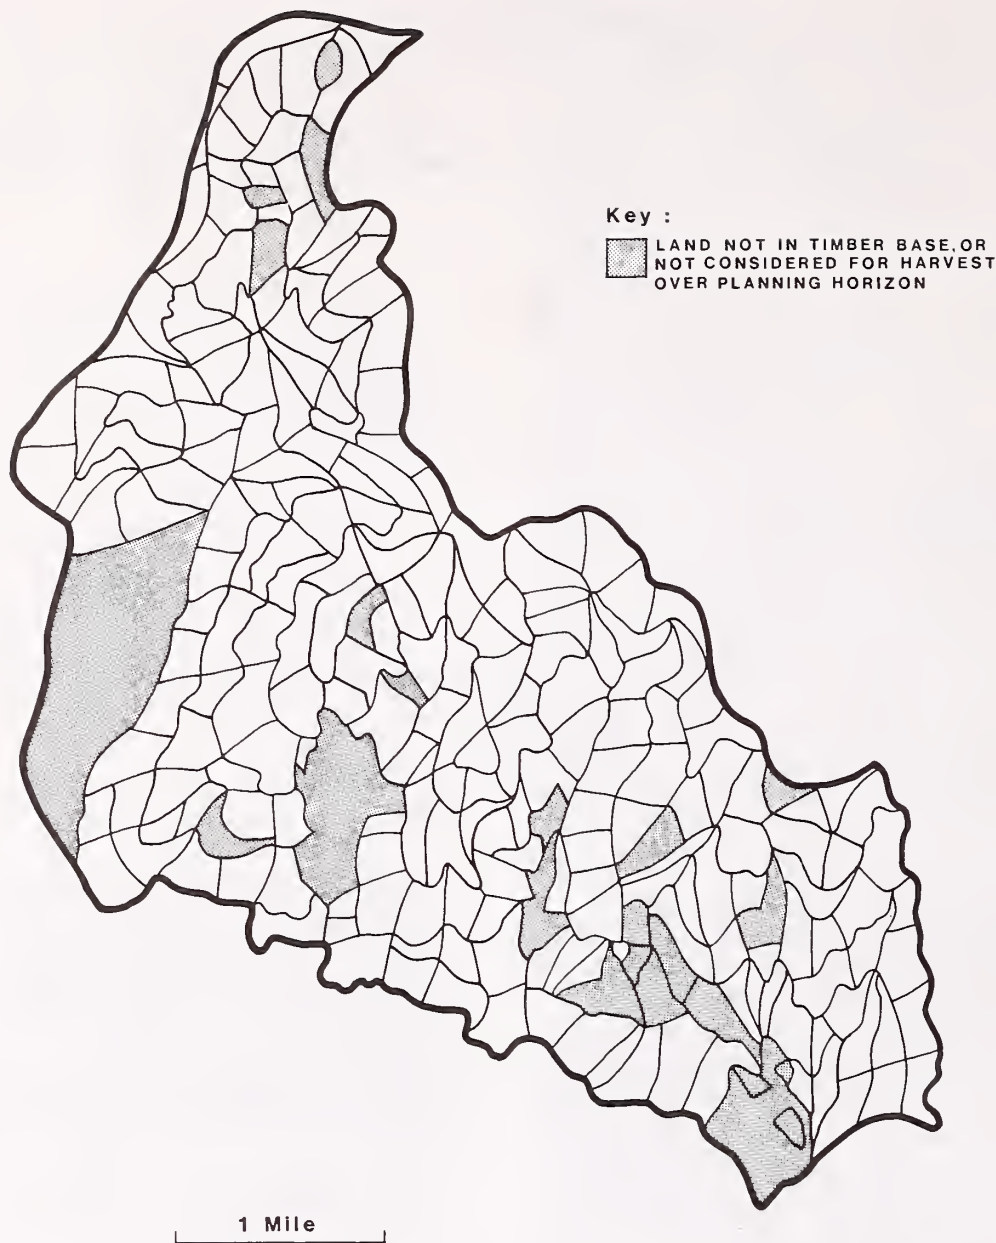 Key :
LAND NOT IN TIMBER BASE, OR
NOT CONSIDERED FOR HARVEST
OVER PLANNING HORIZON
1 Mile